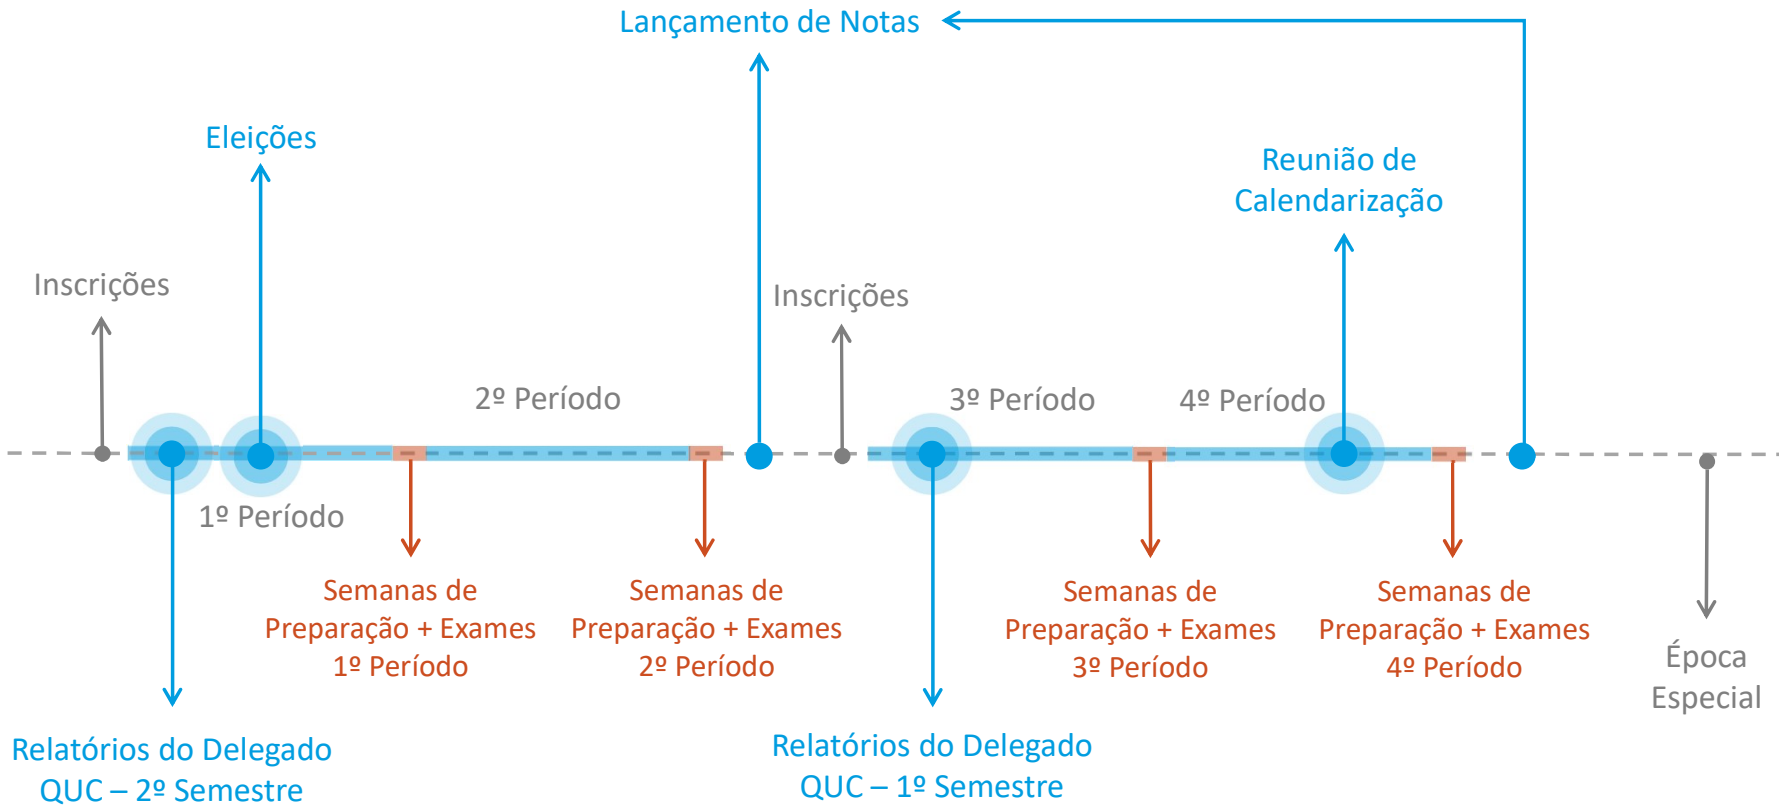 Lançamento de Notas
Eleições
Reunião de
Calendarização
Inscrições
Inscrições
2º Período
3º Período
4º Período
1º Período
Semanas de
Preparação + Exames
1º Período
Semanas de
Preparação + Exames
2º Período
Semanas de
Preparação + Exames
3º Período
Semanas de
Preparação + Exames
4º Período
Época
Especial
Relatórios do Delegado
QUC – 2º Semestre
Relatórios do Delegado
QUC – 1º Semestre